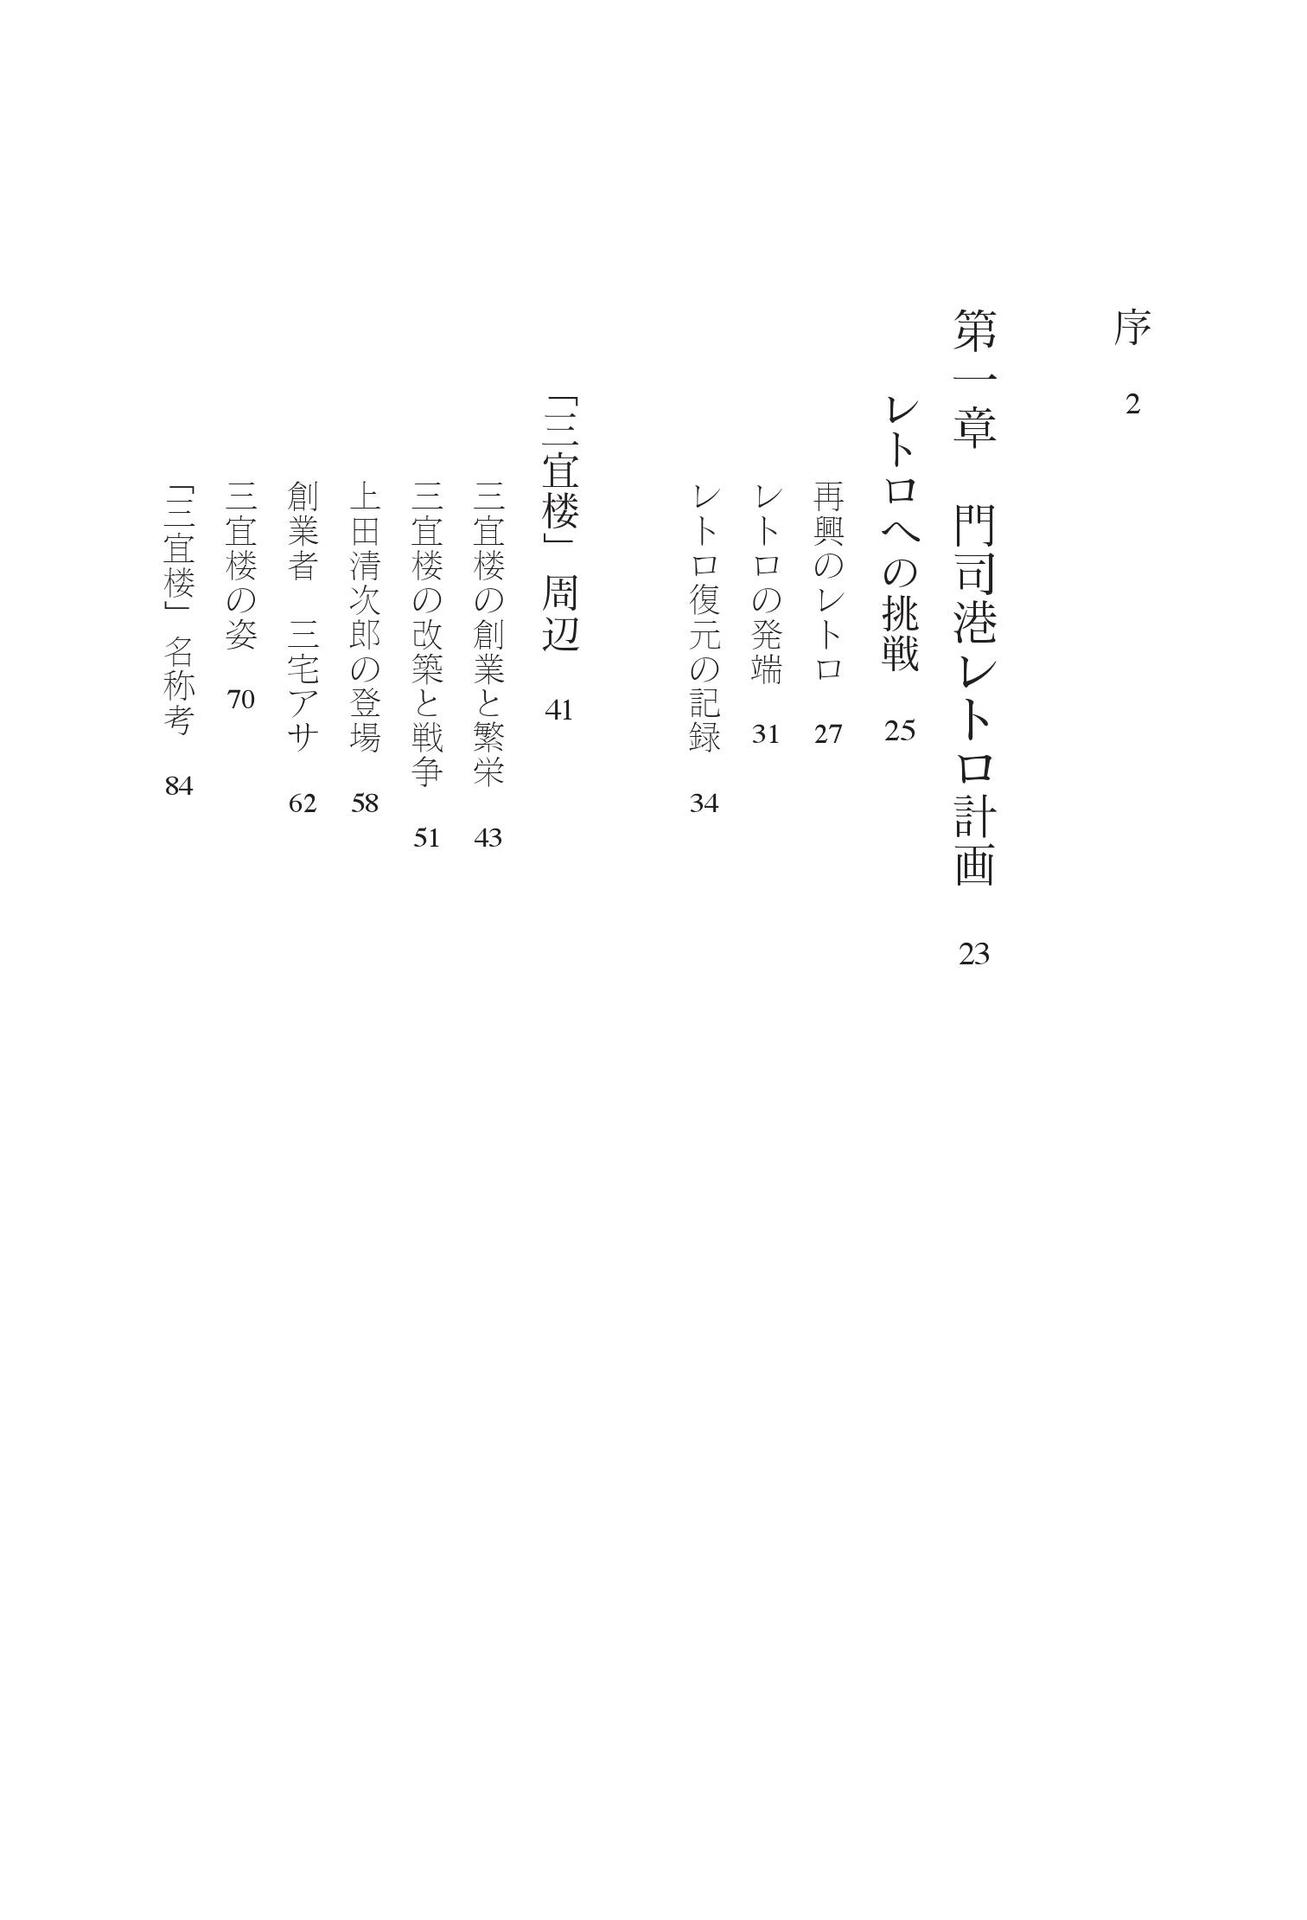 序　2
第一章　門司港レトロ計画　23
レトロへの挑戦　25
再興のレトロ　27
レトロの発端　31
レトロ復元の記録　34
「三宜楼」周辺　41
三宜楼の創業と繁栄　43
三宜楼の改築と戦争　51
上田清次郎の登場　58
創業者　三宅アサ　62
三宜楼の姿　70
「三宜楼」名称考　84